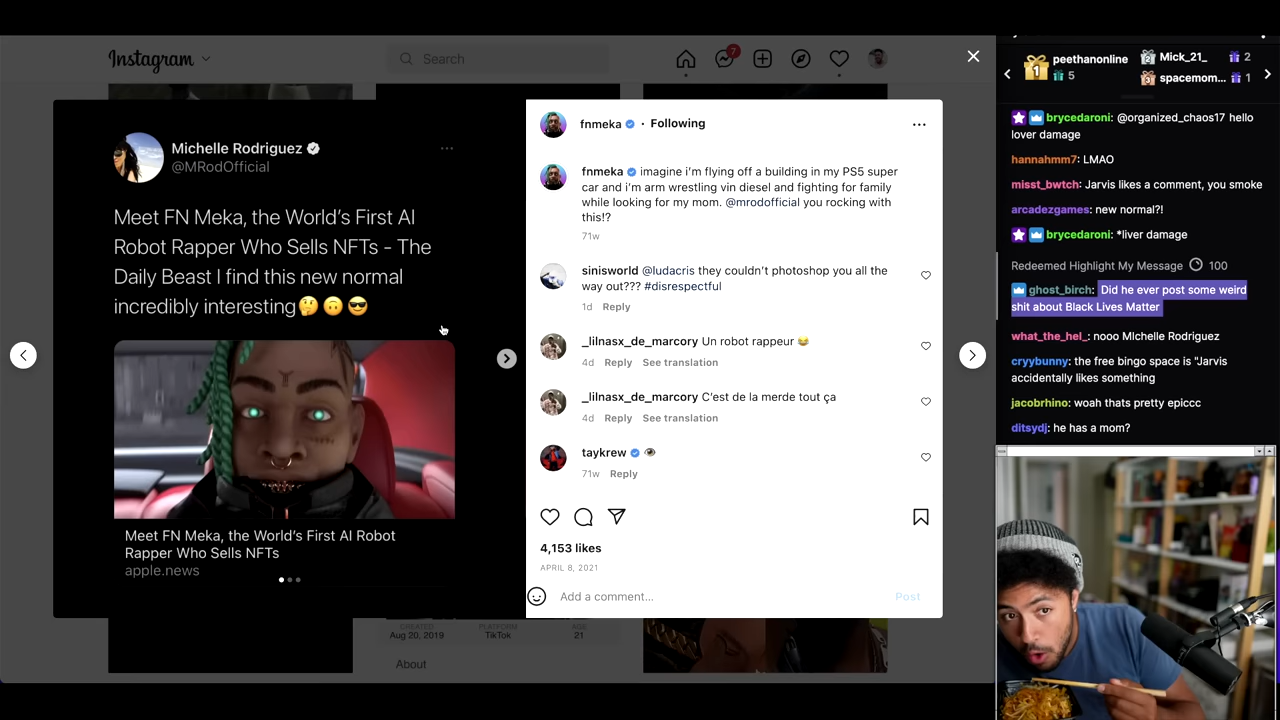 Instagram
Search
7
Michelle Rodriguez
@MRodOfficial
Meet FN Meka, the World's First AI
Robot Rapper Who Sells NFTs - The
Daily Beast I find this new normal
incredibly interesting🤔🙃😎
Meet FN Meka, the World's First AI Robot
Rapper Who Sells NFTs
apple.news
CREATED
Aug 20, 2019
PLATFORM
TikTok
AGE
21
About
fnmeka • Following
fnmeka imagine i'm flying off a building in my PS5 super
car and i'm arm wrestling vin diesel and fighting for family
while looking for my mom. @mrodofficial you rocking with
this!?
71w
sinisworld @ludacris they couldn't photoshop you all the
way out??? #disrespectful
1d Reply
_lilnasx_de_marcory Un robot rappeur 😂
4d Reply See translation
_lilnasx_de_marcory C'est de la merde tout ça
4d Reply See translation
taykrew 👁
71w Reply
4,153 likes
APRIL 8, 2021
Add a comment...
Post
1 peethanonline
5
2 Mick_21_ 2
3 spacemom... 1
brycedaroni: @organized_chaos17 hello
lover damage
hannahmm7: LMAO
misst_bwtch: Jarvis likes a comment, you smoke
arcadezgames: new normal?!
brycedaroni: *liver damage
Redeemed Highlight My Message 100
ghost_birch: Did he ever post some weird
shit about Black Lives Matter
what_the_hel_: nooo MIchelle Rodriguez
cryybunny: the free bingo space is "Jarvis
accidentally likes something
jacobrhino: woah thats pretty epiccc
ditsydj: he has a mom?